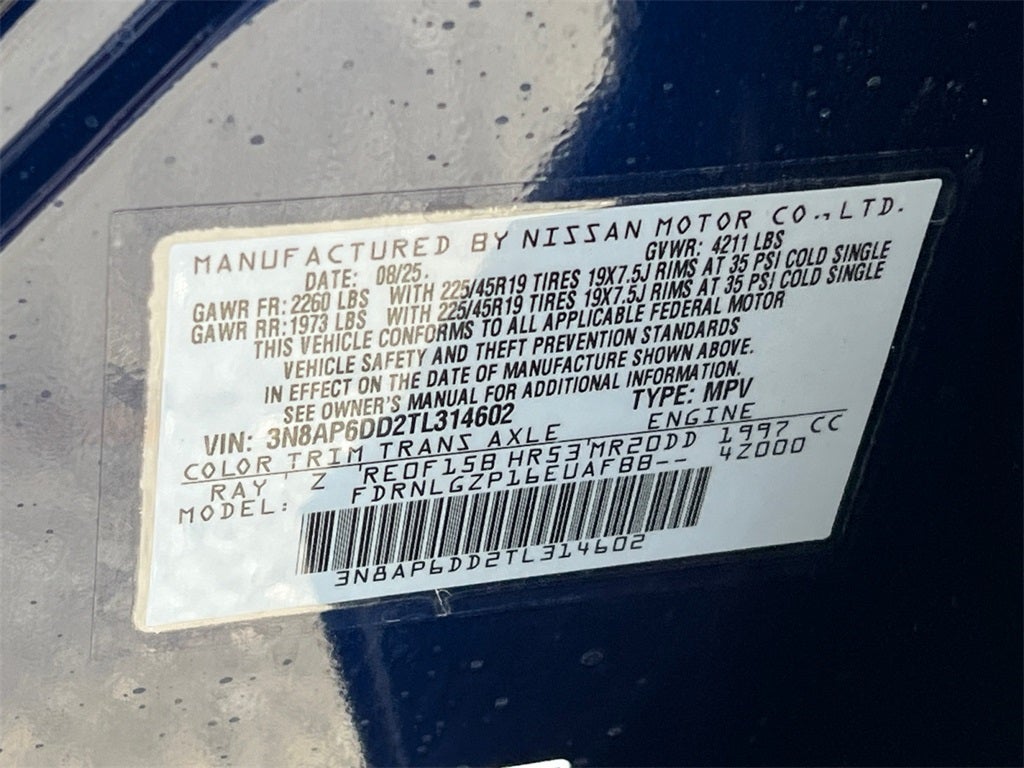 MANUFACTURED BY NISSAN MOTOR CO., LTD.
DATE: 08/25. GVWR: 4211 LBS
GAWR FR: 2260 LBS WITH 225/45R19 TIRES 19X7.5J RIMS AT 35 PSI COLD SINGLE
GAWR RR: 1973 LBS WITH 225/45R19 TIRES 19X7.5J RIMS AT 35 PSI COLD SINGLE
THIS VEHICLE CONFORMS TO ALL APPLICABLE FEDERAL MOTOR
VEHICLE SAFETY AND THEFT PREVENTION STANDARDS
IN EFFECT ON THE DATE OF MANUFACTURE SHOWN ABOVE.
SEE OWNER'S MANUAL FOR ADDITIONAL INFORMATION.
VIN: 3N8AP6DD2TL314602 TYPE: MPV
COLOR TRIM TRANS AXLE ENGINE
RAY Z RE0F15B HR53 MR20DD 1997 CC
MODEL: FDRNLGZP16EUAFBB-- 4Z000
3N8AP6DD2TL314602